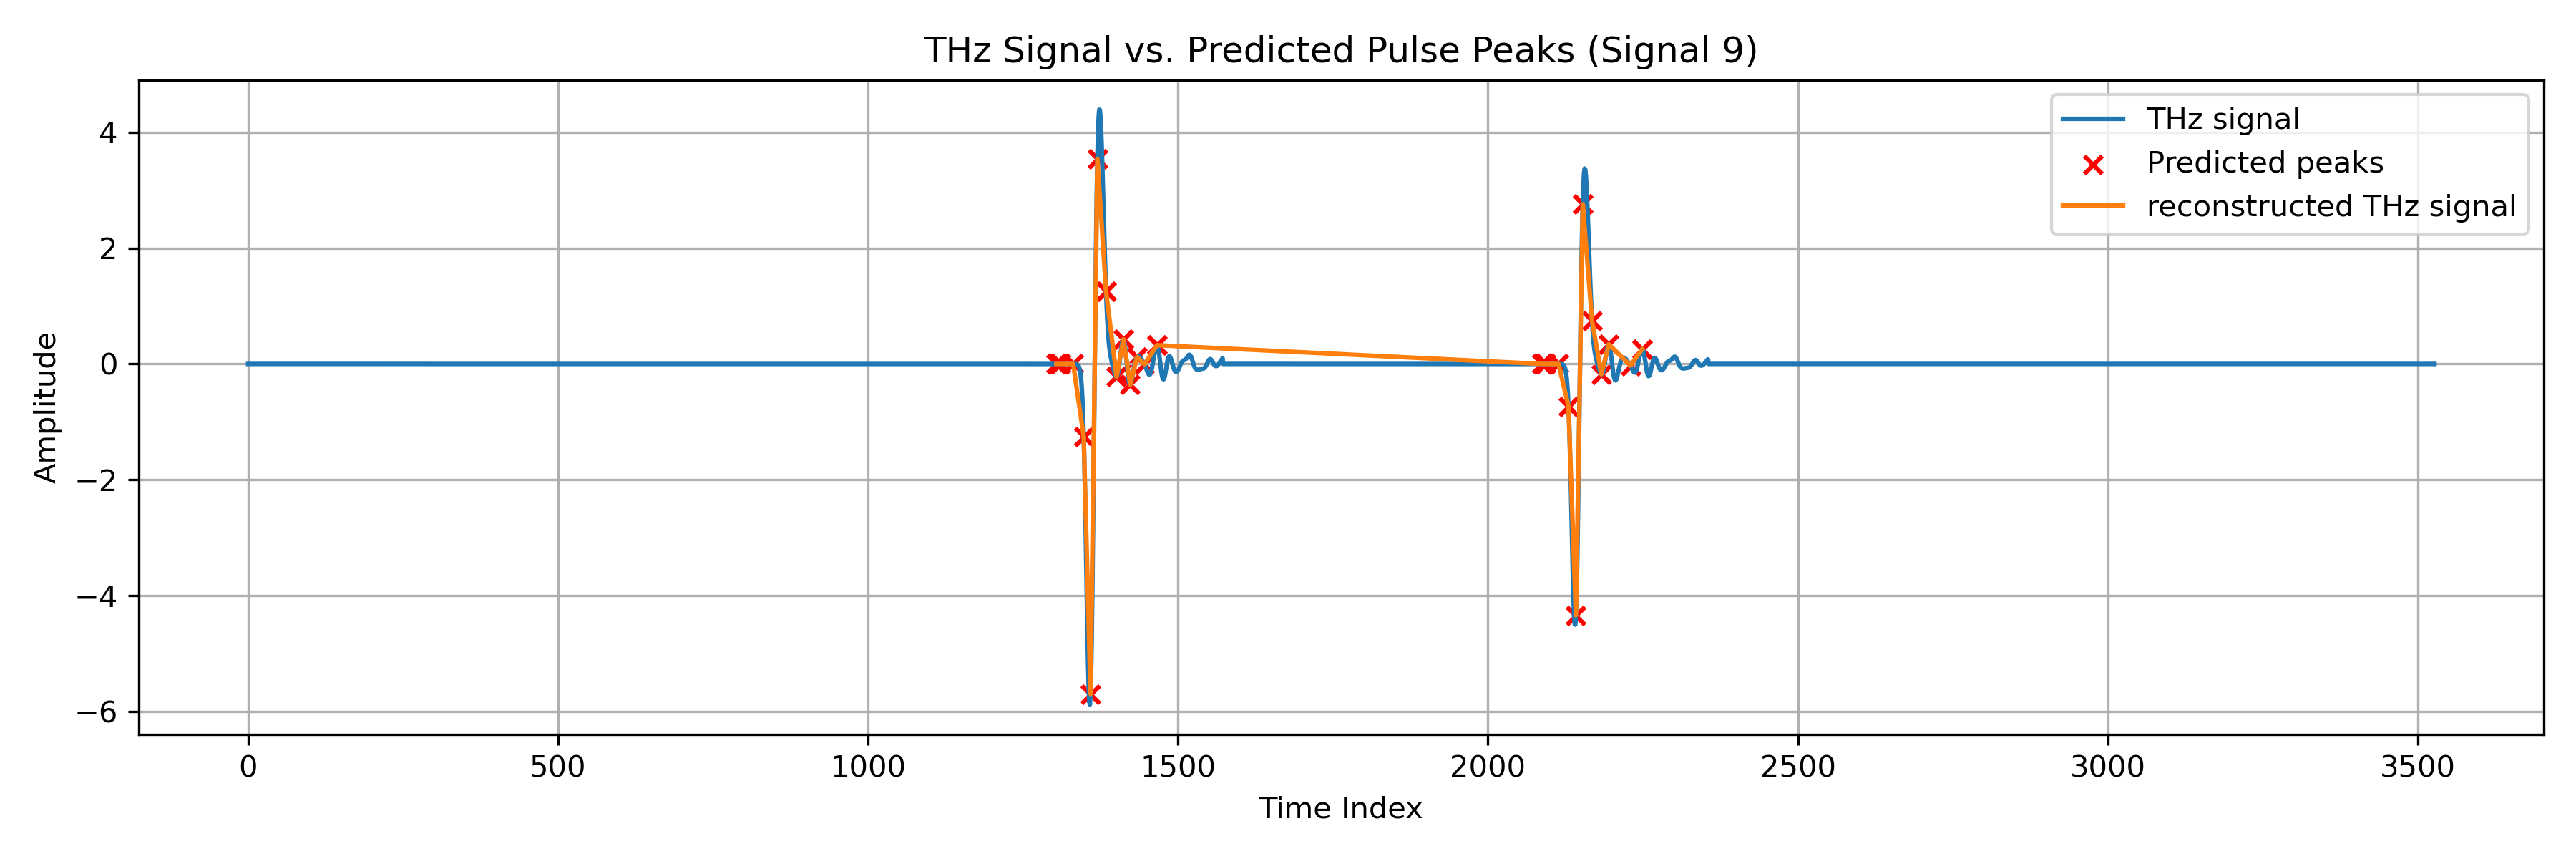 THz Signal vs. Predicted Pulse Peaks (Signal 9)
THz signal
Predicted peaks
reconstructed THz signal
Amplitude
4
2
0
−2
−4
−6
0 500 1000 1500 2000 2500 3000 3500
Time Index